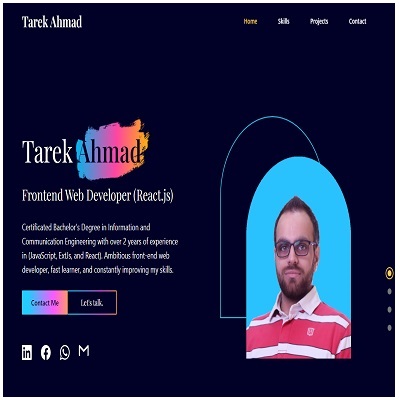 Tarek Ahmad
Home Skills Projects Contact
Tarek Ahmad
Frontend Web Developer (React.js)
Certificated Bachelor's Degree in Information and
Communication Engineering with over 2 years of experience
in (JavaScript, ExtJs, and React). Ambitious front-end web
developer, fast learner, and constantly improving my skills.
Contact Me Let's talk.